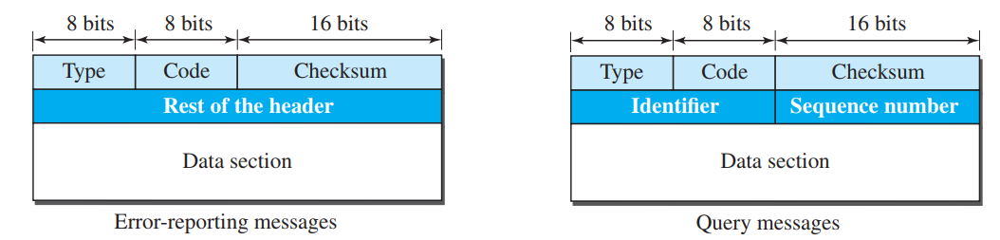 8 bits 8 bits 16 bits
Type Code Checksum
Rest of the header
Data section
Error-reporting messages
8 bits 8 bits 16 bits
Type Code Checksum
Identifier Sequence number
Data section
Query messages